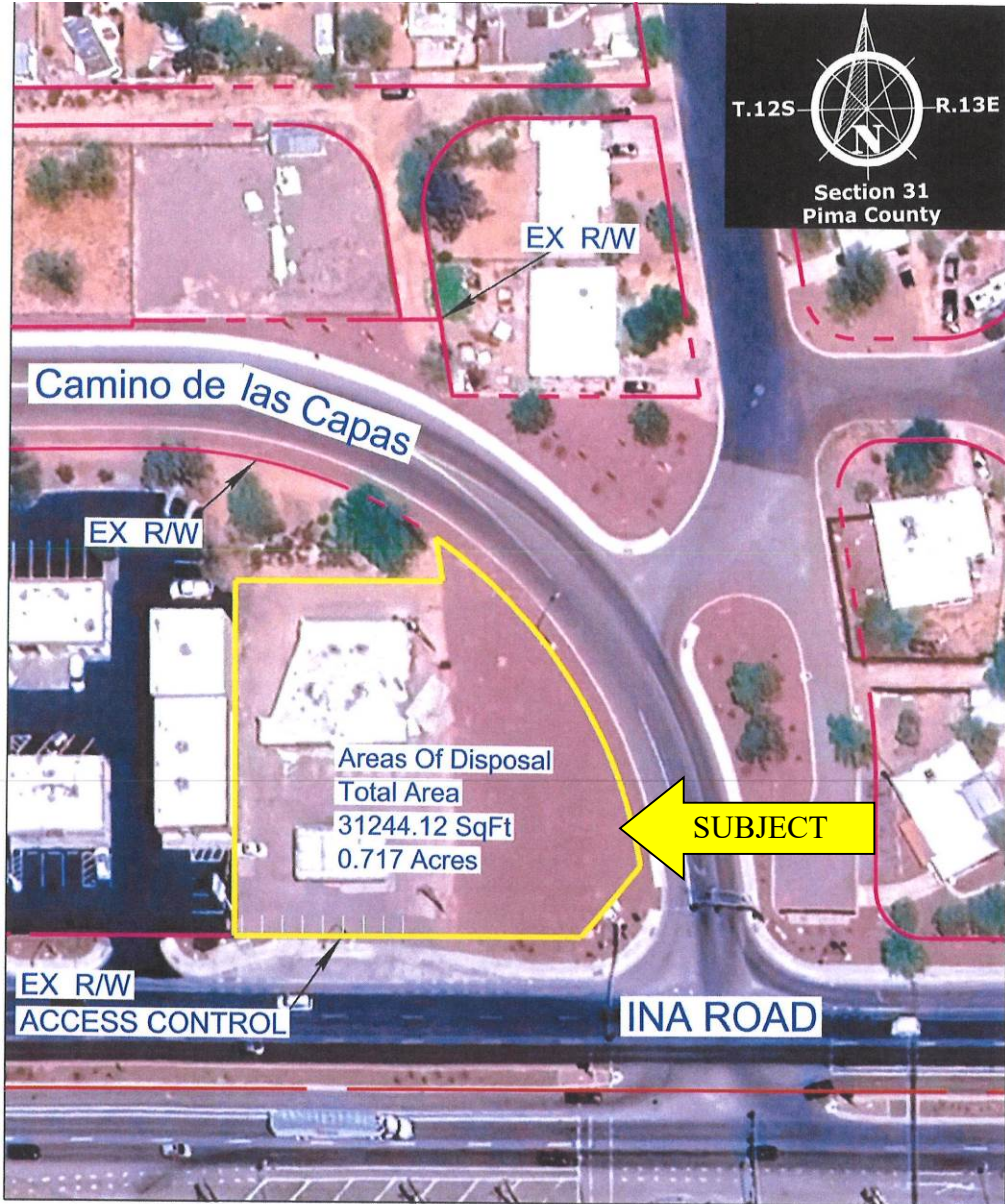 T.12S
R.13E
N
Section 31
Pima County
EX R/W
Camino de las Capas
EX R/W
Areas Of Disposal
Total Area
31244.12 SqFt
0.717 Acres
SUBJECT
EX R/W
ACCESS CONTROL
INA ROAD